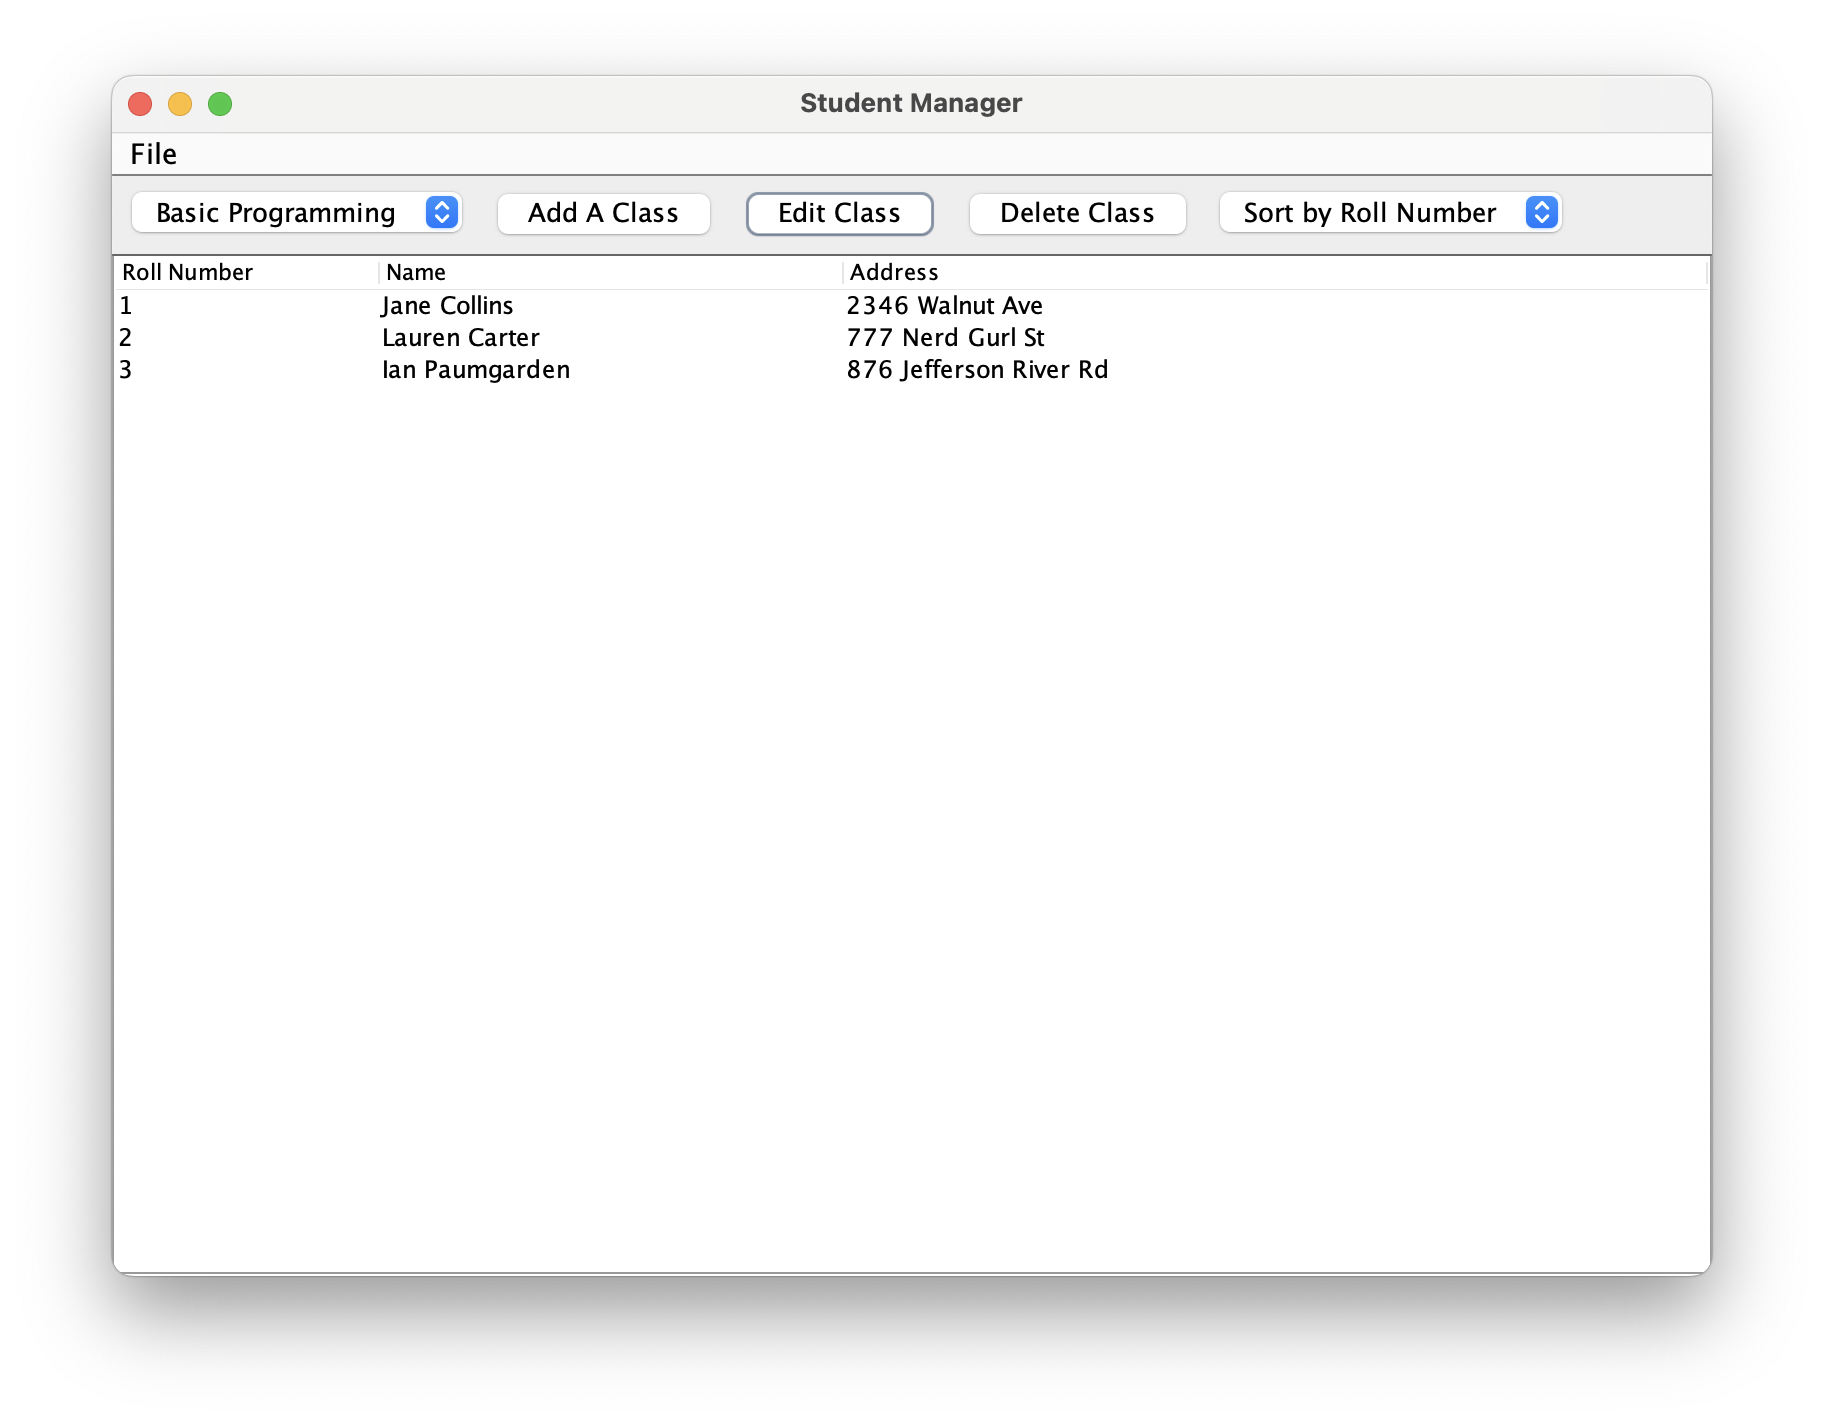 Student Manager
File
Basic Programming Add A Class Edit Class Delete Class Sort by Roll Number
Roll Number Name Address
1 Jane Collins 2346 Walnut Ave
2 Lauren Carter 777 Nerd Gurl St
3 Ian Paumgarden 876 Jefferson River Rd